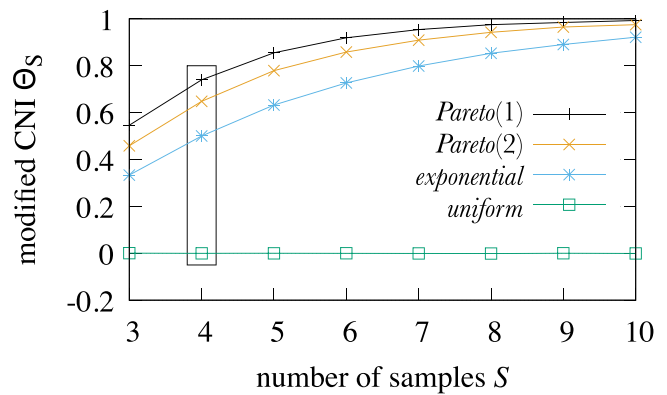 modified CNI Θ_S
1
0.8
0.6
0.4
0.2
0
-0.2
Pareto(1)
Pareto(2)
exponential
uniform
3 4 5 6 7 8 9 10
number of samples S